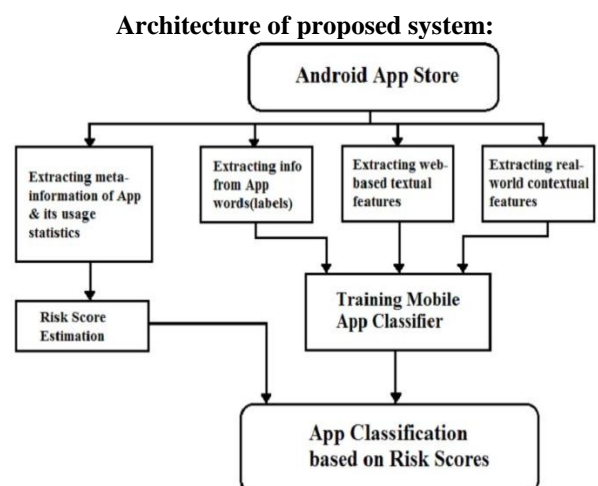 Architecture of proposed system:
Android App Store
Extracting meta-
information of App
& its usage
statistics
Extracting info
from App
words(labels)
Extracting web-
based textual
features
Extracting real-
world contextual
features
Risk Score
Estimation
Training Mobile
App Classifier
App Classification
based on Risk Scores